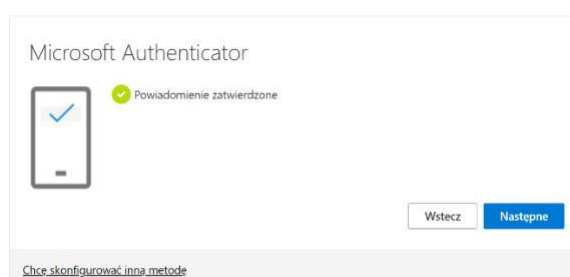 Microsoft Authenticator
Powiadomienie zatwierdzone
Wstecz
Następne
Chcę skonfigurować inną metodę